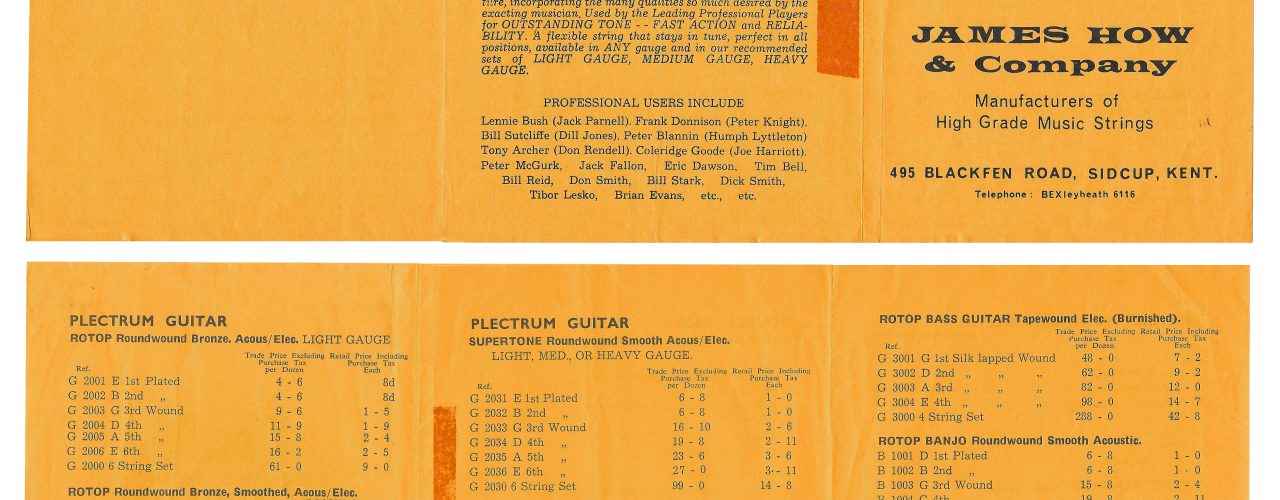 ture, incorporating the many qualities so much desired by the
exacting musician, Used by the Leading Professional Players
for OUTSTANDING TONE - - FAST ACTION and RELIA-
BILITY. A flexible string that stays in tune, perfect in all
positions, available in ANY gauge and in our recommended
sets of LIGHT GAUGE, MEDIUM GAUGE, HEAVY
GAUGE.
PROFESSIONAL USERS INCLUDE
Lennie Bush (Jack Parnell). Frank Donnison (Peter Knight).
Bill Sutcliffe (Dill Jones). Peter Blannin (Humph Lyttleton)
Tony Archer (Don Rendell). Coleridge Goode (Joe Harriott).
Peter McGurk, Jack Fallon, Eric Dawson, Tim Bell,
Bill Reid, Don Smith, Bill Stark, Dick Smith,
Tibor Lesko, Brian Evans, etc., etc.
JAMES HOW
& Company
Manufacturers of
High Grade Music Strings
495 BLACKFEN ROAD, SIDCUP, KENT.
Telephone : BEXleyheath 6116
PLECTRUM GUITAR
ROTOP Roundwound Bronze. Acous/Elec. LIGHT GAUGE
Trade Price Excluding Retail Price Including
Purchase Tax Purchase Tax
Ref. per Dozen Each
G 2001 E 1st Plated 4 - 6 8d
G 2002 B 2nd „ 4 - 6 8d
G 2003 G 3rd Wound 9 - 6 1 - 5
G 2004 D 4th „ 11 - 9 1 - 9
G 2005 A 5th „ 15 - 8 2 - 4
G 2006 E 6th „ 16 - 2 2 - 5
G 2000 6 String Set 61 - 0 9 - 0
ROTOP Roundwound Bronze, Smoothed, Acous/Elec.
PLECTRUM GUITAR
SUPERTONE Roundwound Smooth Acous/Elec.
LIGHT, MED., OR HEAVY GAUGE.
Trade Price Excluding Retail Price Including
Purchase Tax Purchase Tax
Ref. per Dozen Each
G 2031 E 1st Plated 6 - 8 1 - 0
G 2032 B 2nd „ 6 - 8 1 - 0
G 2033 G 3rd Wound 16 - 10 2 - 6
G 2034 D 4th „ 19 - 8 2 - 11
G 2035 A 5th „ 23 - 6 3 - 6
G 2036 E 6th „ 27 - 0 3 - 11
G 2030 6 String Set 99 - 0 14 - 8
ROTOP BASS GUITAR Tapewound Elec. (Burnished).
Trade Price Excluding Retail Price Including
Purchase Tax Purchase Tax
Ref. per Dozen. Each
G 3001 G 1st Silk lapped Wound 48 - 0 7 - 2
G 3002 D 2nd „ „ „ 62 - 0 9 - 2
G 3003 A 3rd „ „ „ 82 - 0 12 - 0
G 3004 E 4th „ „ „ 98 - 0 14 - 7
G 3000 4 String Set 288 - 0 42 - 8
ROTOP BANJO Roundwound Smooth Acoustic.
B 1001 D 1st Plated 6 - 8 1 - 0
B 1002 B 2nd „ 6 - 8 1 - 0
B 1003 G 3rd Wound 15 - 8 2 - 4
B 1004 C 4th 19 - 8 2 - 11